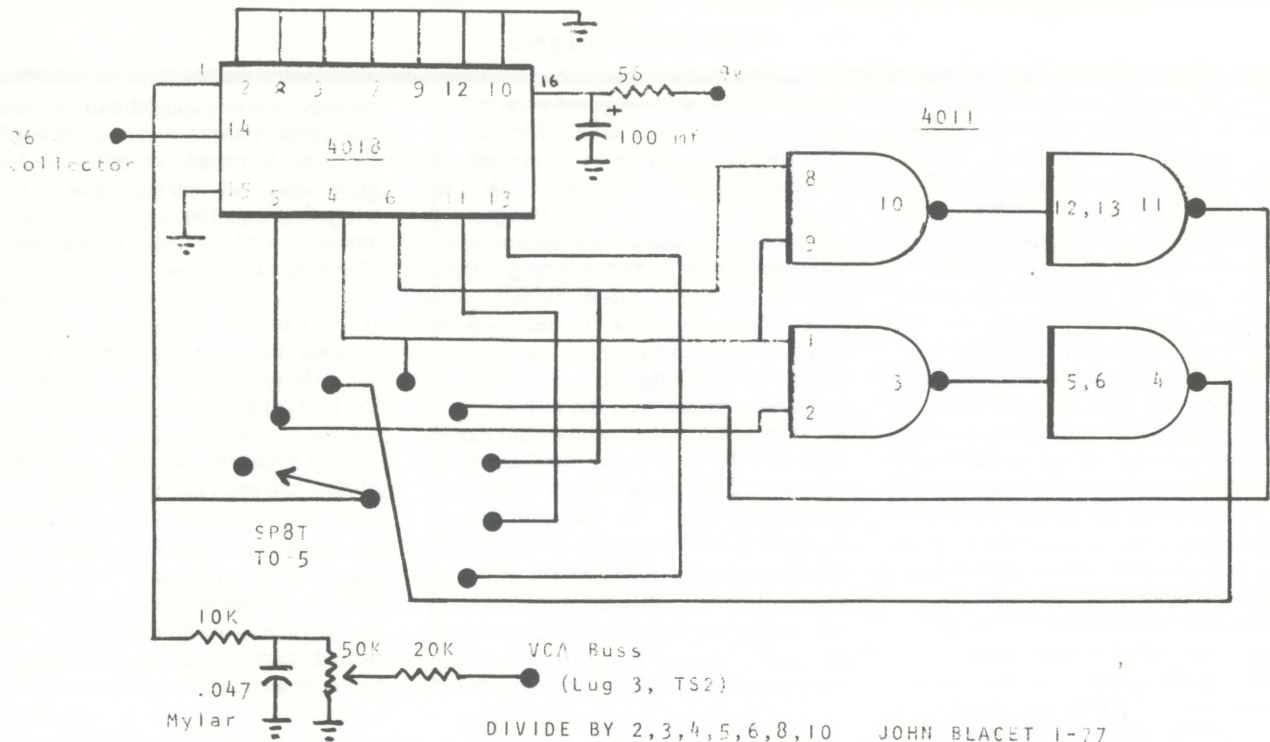 1
2 8 3 7 9 12 10
16
56
9v
+
100 mf
4011
14
4018
Collector
15
5 4 6 11 13
8
10
9
12,13 11
1
3
2
5,6 4
SP8T
TO-5
10K
50K
20K
VCA Buss
(Lug 3, TS2)
.047
Mylar
DIVIDE BY 2,3,4,5,6,8,10 JOHN BLACET 1-77